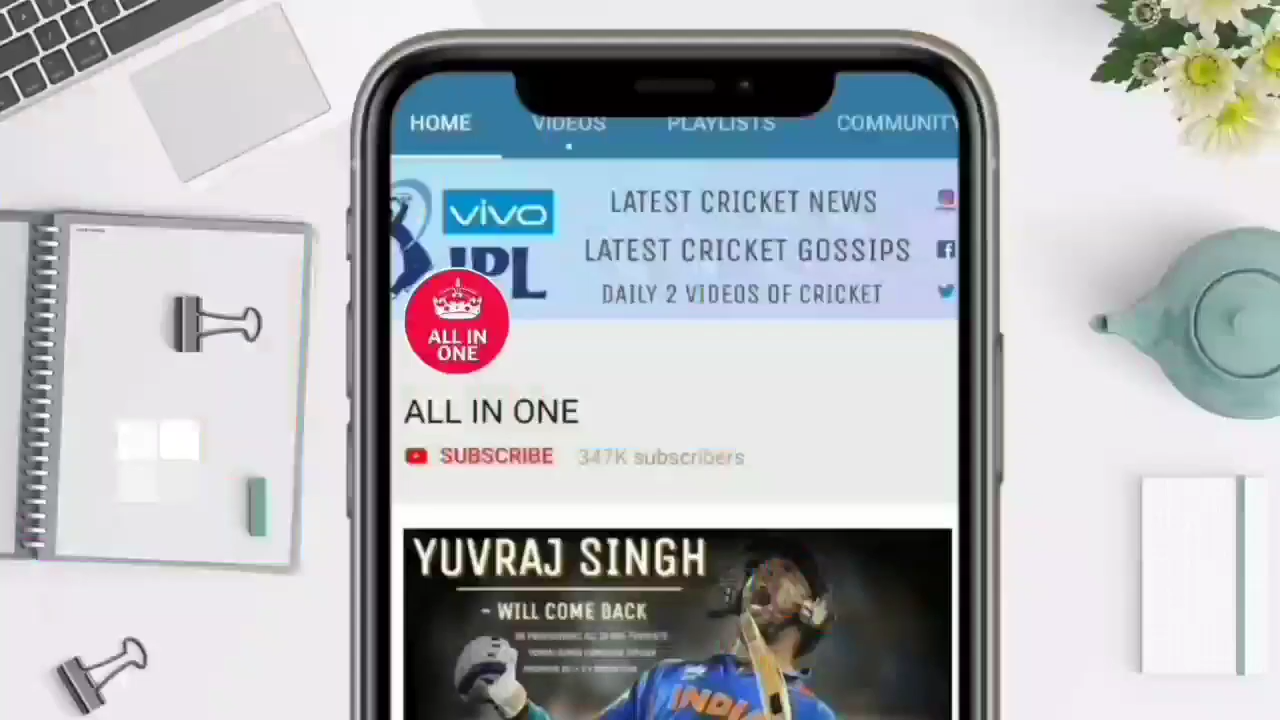 HOME VIDEOS PLAYLISTS COMMUNITY
vivo
IPL
LATEST CRICKET NEWS
LATEST CRICKET GOSSIPS
DAILY 2 VIDEOS OF CRICKET
ALL IN
ONE
ALL IN ONE
SUBSCRIBE 347K subscribers
YUVRAJ SINGH
- WILL COME BACK
INDIA